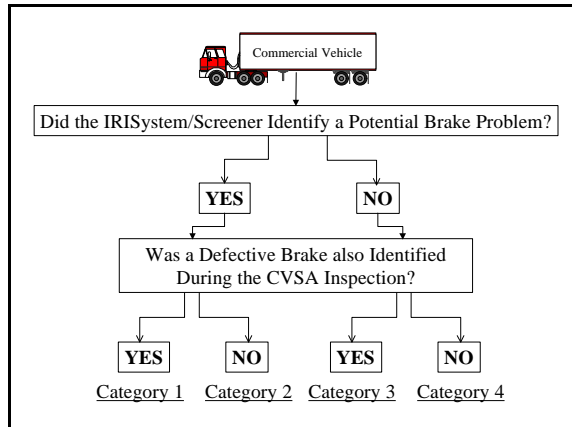 Commercial Vehicle
Did the IRISystem/Screener Identify a Potential Brake Problem?
YES NO
Was a Defective Brake also Identified
During the CVSA Inspection?
YES NO YES NO
Category 1 Category 2 Category 3 Category 4